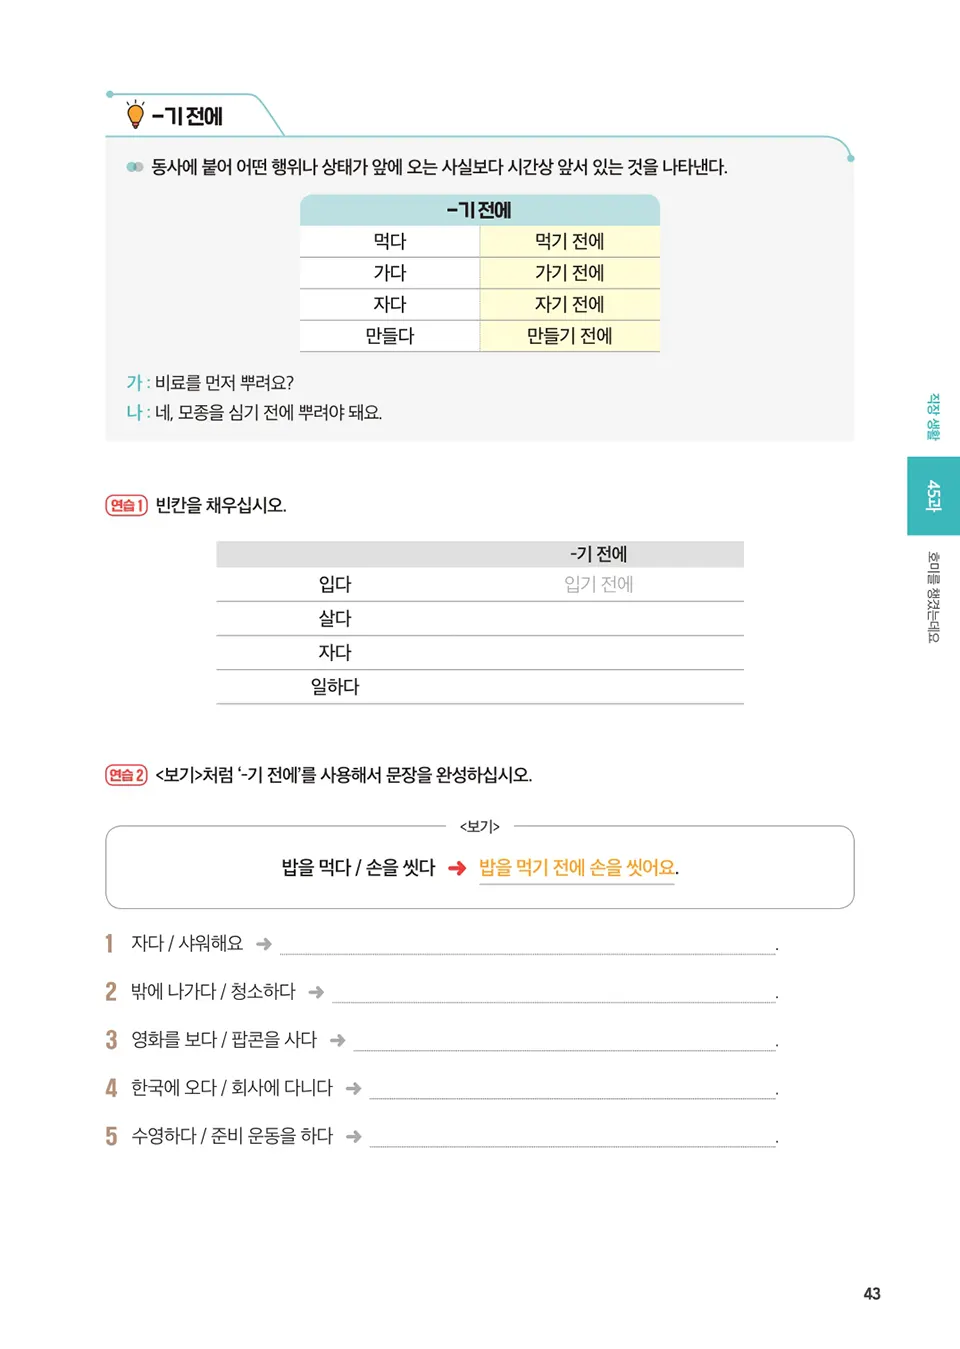 -기 전에
동사에 붙어 어떤 행위나 상태가 앞에 오는 사실보다 시간상 앞서 있는 것을 나타낸다.
-기 전에
먹다 먹기 전에
가다 가기 전에
자다 자기 전에
만들다 만들기 전에
가 : 비료를 먼저 뿌려요?
나 : 네, 모종을 심기 전에 뿌려야 돼요.
연습 1 빈칸을 채우십시오.
-기 전에
입다 입기 전에
살다
자다
일하다
연습 2 <보기>처럼 ‘-기 전에’를 사용해서 문장을 완성하십시오.
<보기>
밥을 먹다 / 손을 씻다 ➜ 밥을 먹기 전에 손을 씻어요.
1 자다 / 샤워해요 ➜ .
2 밖에 나가다 / 청소하다 ➜ .
3 영화를 보다 / 팝콘을 사다 ➜ .
4 한국에 오다 / 회사에 다니다 ➜ .
5 수영하다 / 준비 운동을 하다 ➜ .
직장 생활
45과
호미를 챙겼는데요
43